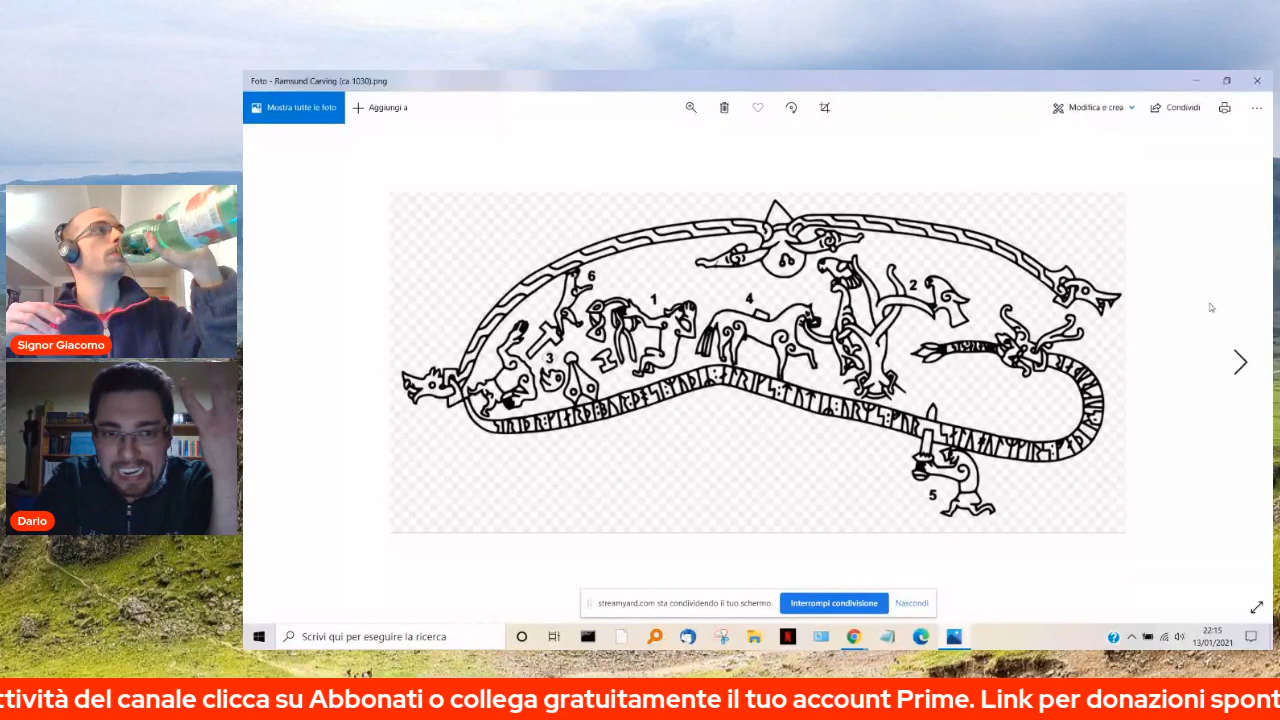 Foto - Ramsund Carving (ca 1030).png
Mostra tutte le foto
Aggiungi a
Modifica e crea
Condividi
6
1
4
2
3
5
Signor Giacomo
Dario
streamyard.com sta condividendo il tuo schermo.
Interrompi condivisione
Nascondi
Scrivi qui per eseguire la ricerca
22:15
13/01/2021
ttività del canale clicca su Abbonati o collega gratuitamente il tuo account Prime. Link per donazioni spont